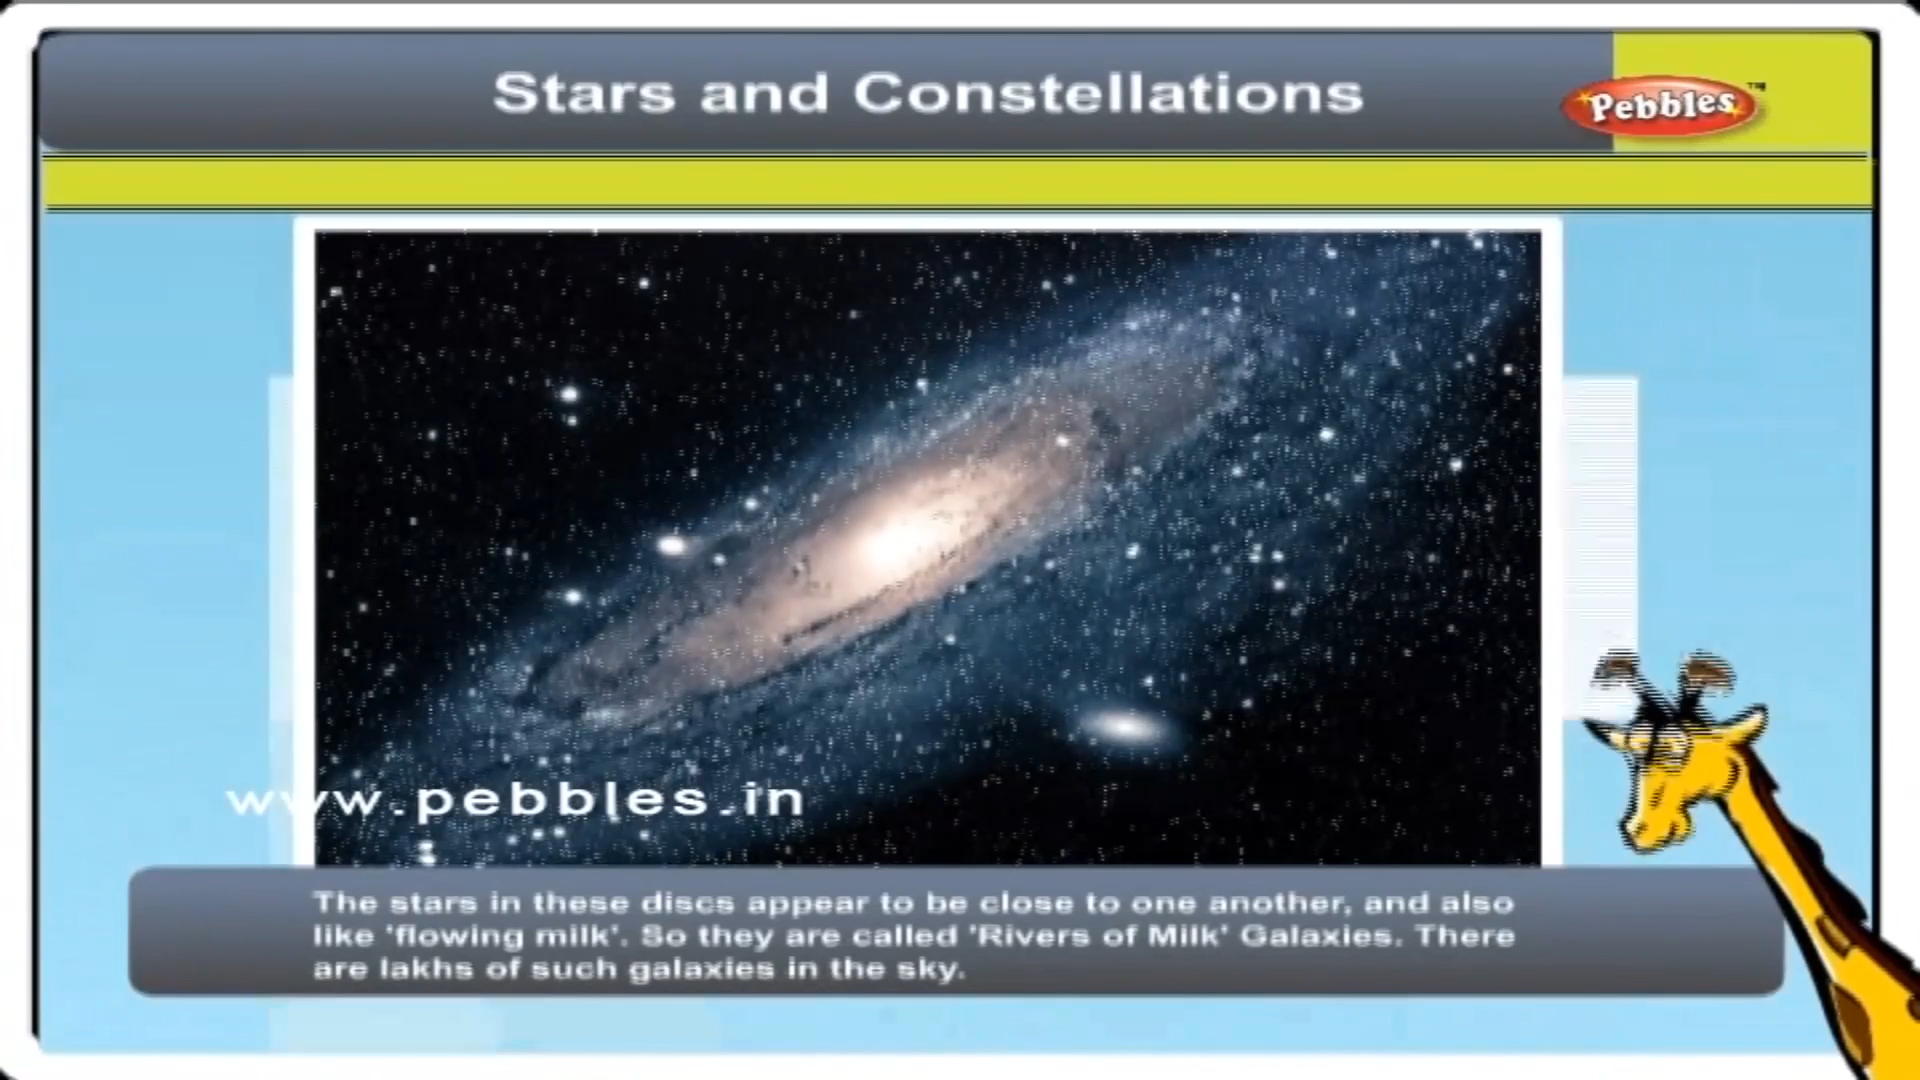 Stars and Constellations
Pebbles™
www.pebbles.in
The stars in these discs appear to be close to one another, and also
like 'flowing milk'. So they are called 'Rivers of Milk' Galaxies. There
are lakhs of such galaxies in the sky.